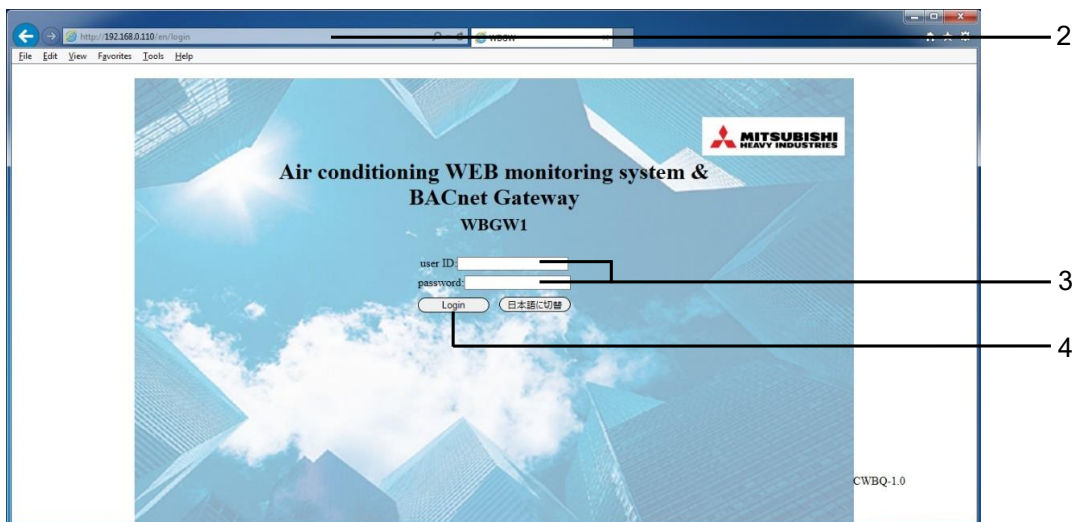 http://192.168.0.110/en/login
WBGW
2
File Edit View Favorites Tools Help
MITSUBISHI
HEAVY INDUSTRIES
Air conditioning WEB monitoring system &
BACnet Gateway
WBGW1
user ID:
password:
3
Login 日本語に切替
4
CWBQ-1.0